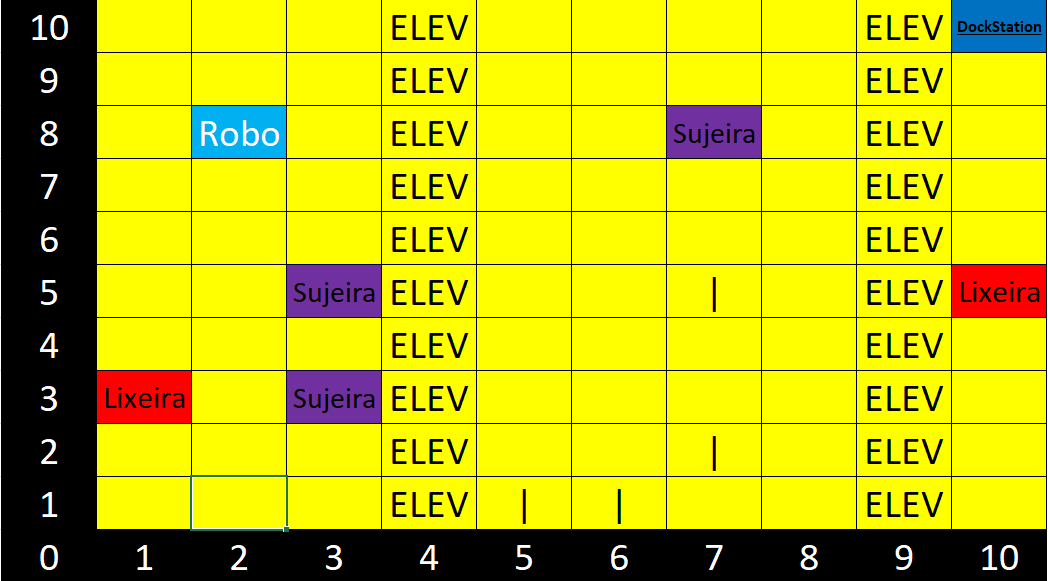 10 ELEV ELEV DockStation
9 ELEV ELEV
8 Robo ELEV Sujeira ELEV
7 ELEV ELEV
6 ELEV ELEV
5 Sujeira ELEV | ELEV Lixeira
4 ELEV ELEV
3 Lixeira Sujeira ELEV ELEV
2 ELEV | ELEV
1 ELEV | | ELEV
0 1 2 3 4 5 6 7 8 9 10